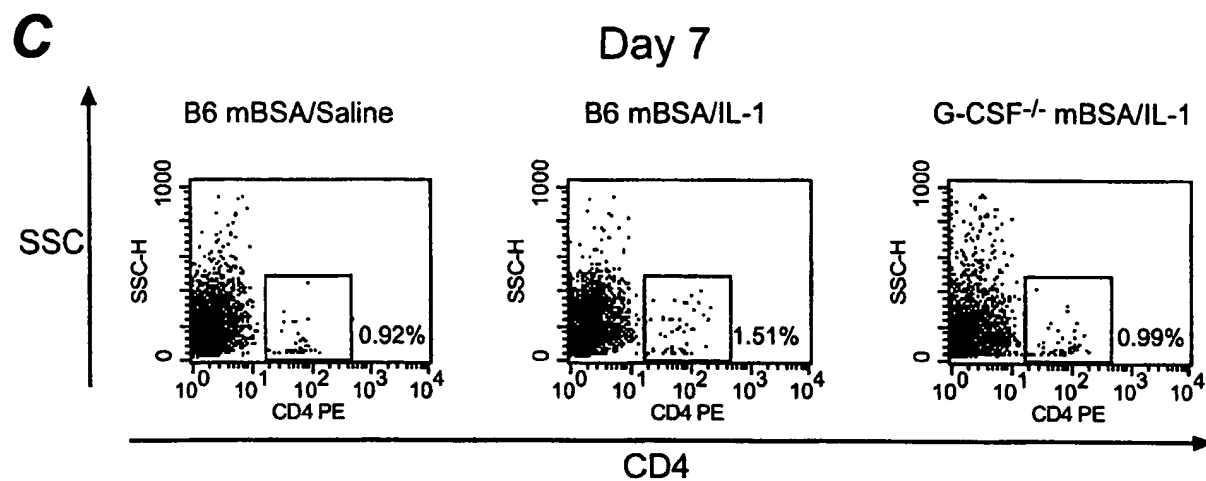 C
Day 7
B6 mBSA/Saline
B6 mBSA/IL-1
G-CSF-/- mBSA/IL-1
SSC
1000
SSC-H
0
0.92%
10^0 10^1 10^2 10^3 10^4
CD4 PE
1000
SSC-H
0
1.51%
10^0 10^1 10^2 10^3 10^4
CD4 PE
1000
SSC-H
0
0.99%
10^0 10^1 10^2 10^3 10^4
CD4 PE
CD4